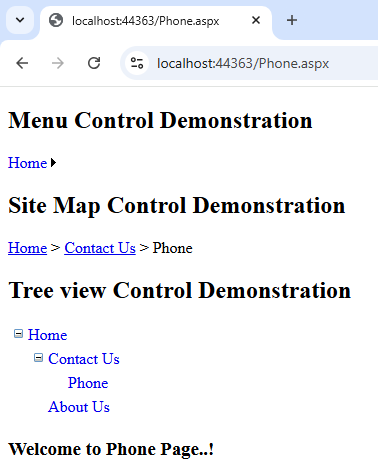 localhost:44363/Phone.aspx
localhost:44363/Phone.aspx
Menu Control Demonstration
Home
Site Map Control Demonstration
Home > Contact Us > Phone
Tree view Control Demonstration
Home
Contact Us
Phone
About Us
Welcome to Phone Page..!